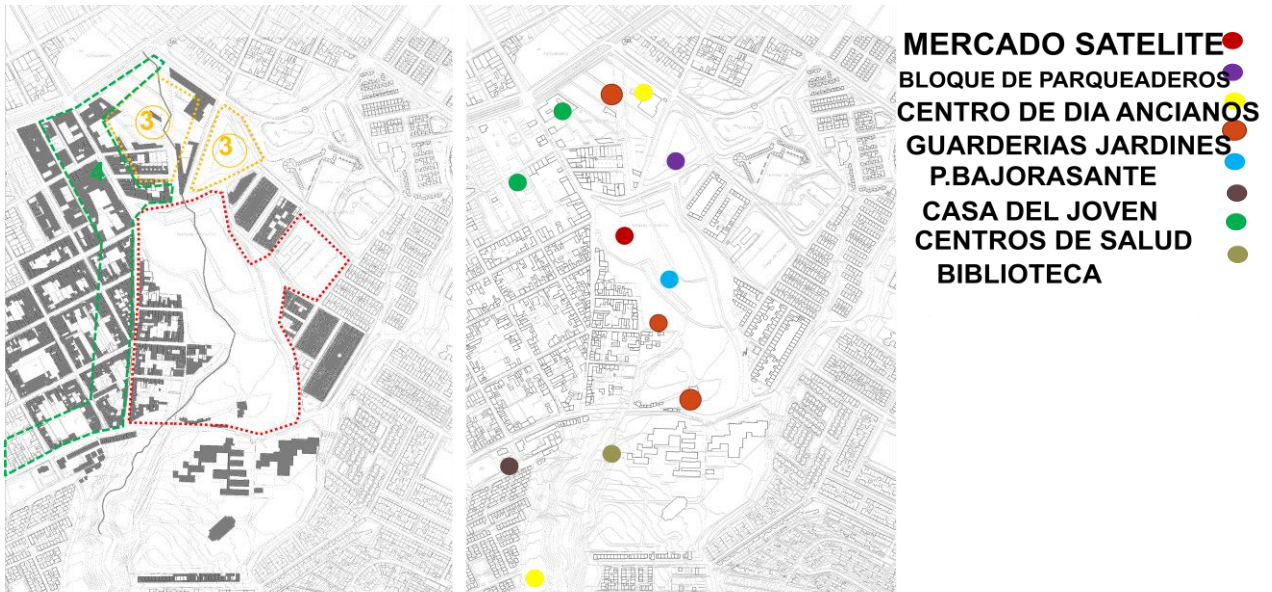 3
3
4
MERCADO SATELITE
BLOQUE DE PARQUEADEROS
CENTRO DE DIA ANCIANOS
GUARDERIAS JARDINES
P.BAJORASANTE
CASA DEL JOVEN
CENTROS DE SALUD
BIBLIOTECA